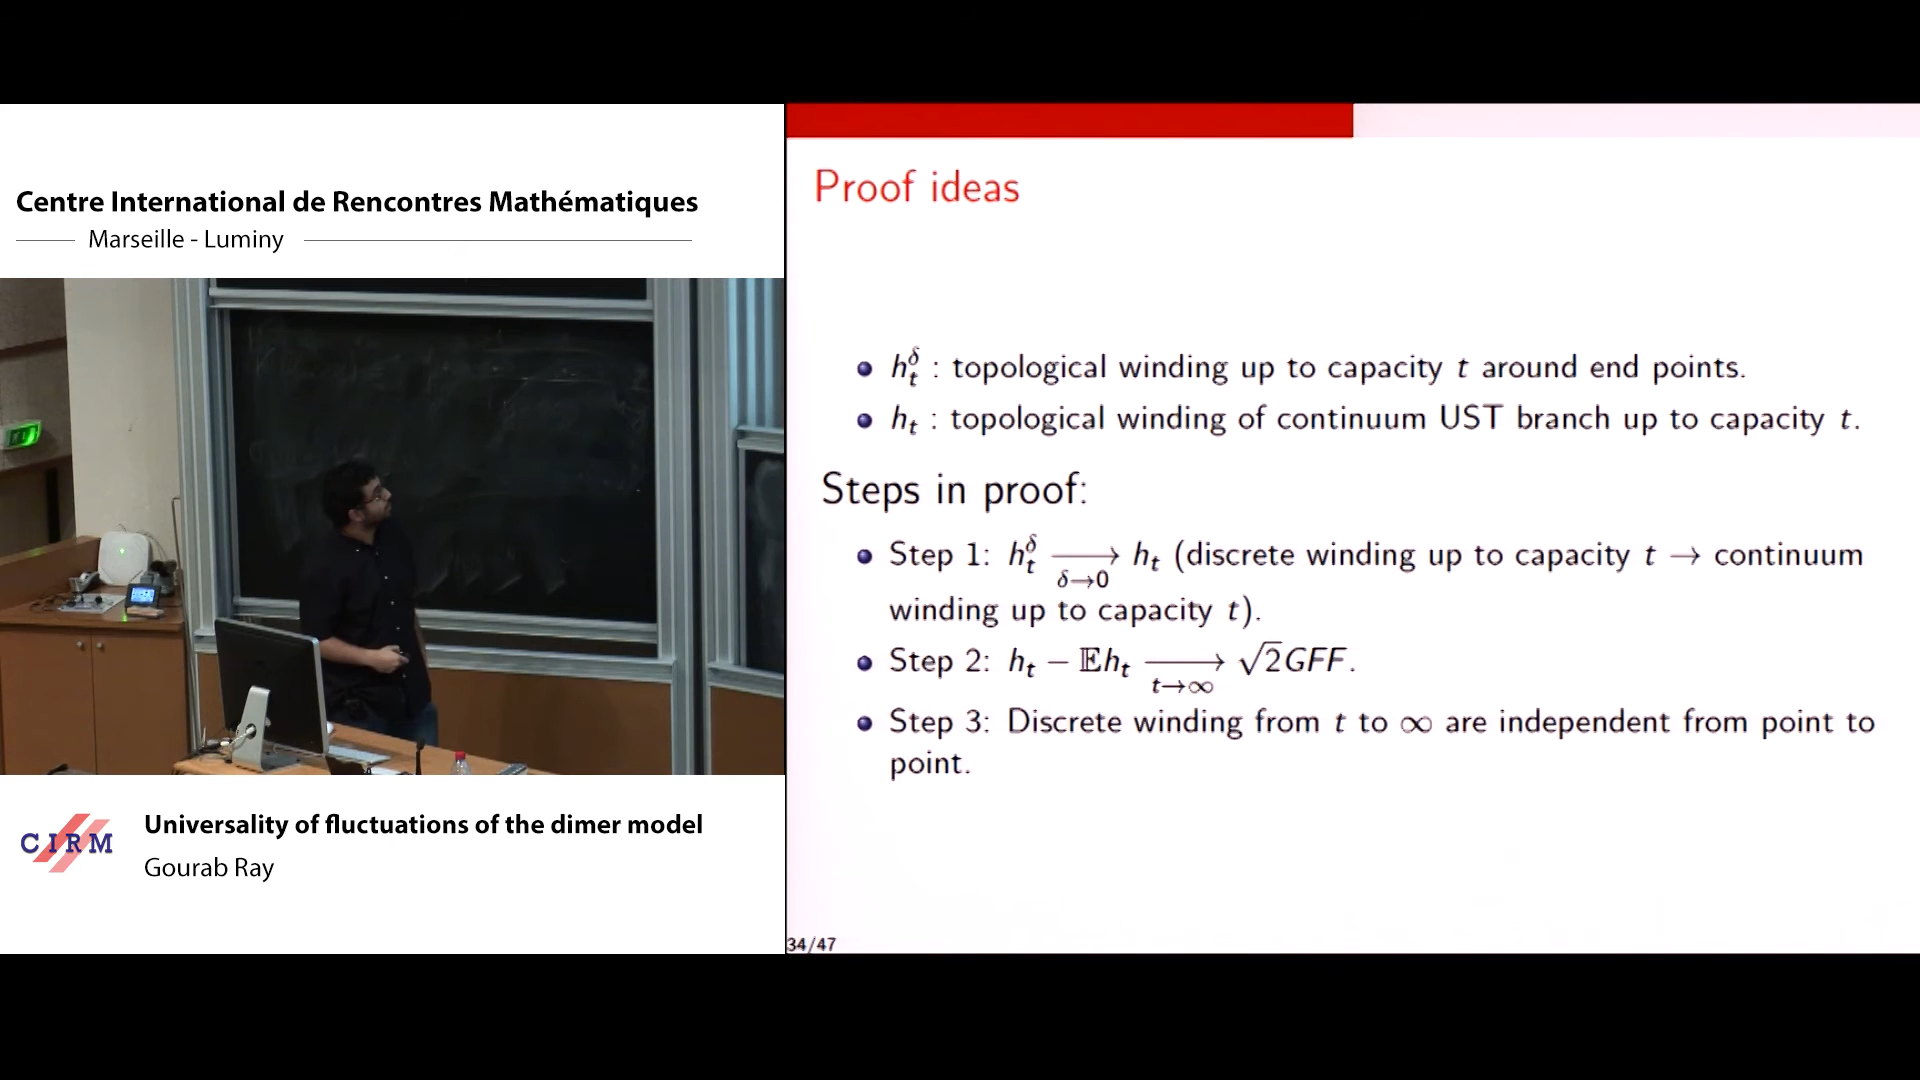 Centre International de Rencontres Mathématiques
Marseille - Luminy
CIRM
Universality of fluctuations of the dimer model
Gourab Ray
Proof ideas
• h_t^δ : topological winding up to capacity t around end points.
• h_t : topological winding of continuum UST branch up to capacity t.
Steps in proof:
• Step 1: h_t^δ ⟶_{δ→0} h_t (discrete winding up to capacity t → continuum
winding up to capacity t).
• Step 2: h_t − 𝔼h_t ⟶_{t→∞} √2GFF.
• Step 3: Discrete winding from t to ∞ are independent from point to
point.
34/47